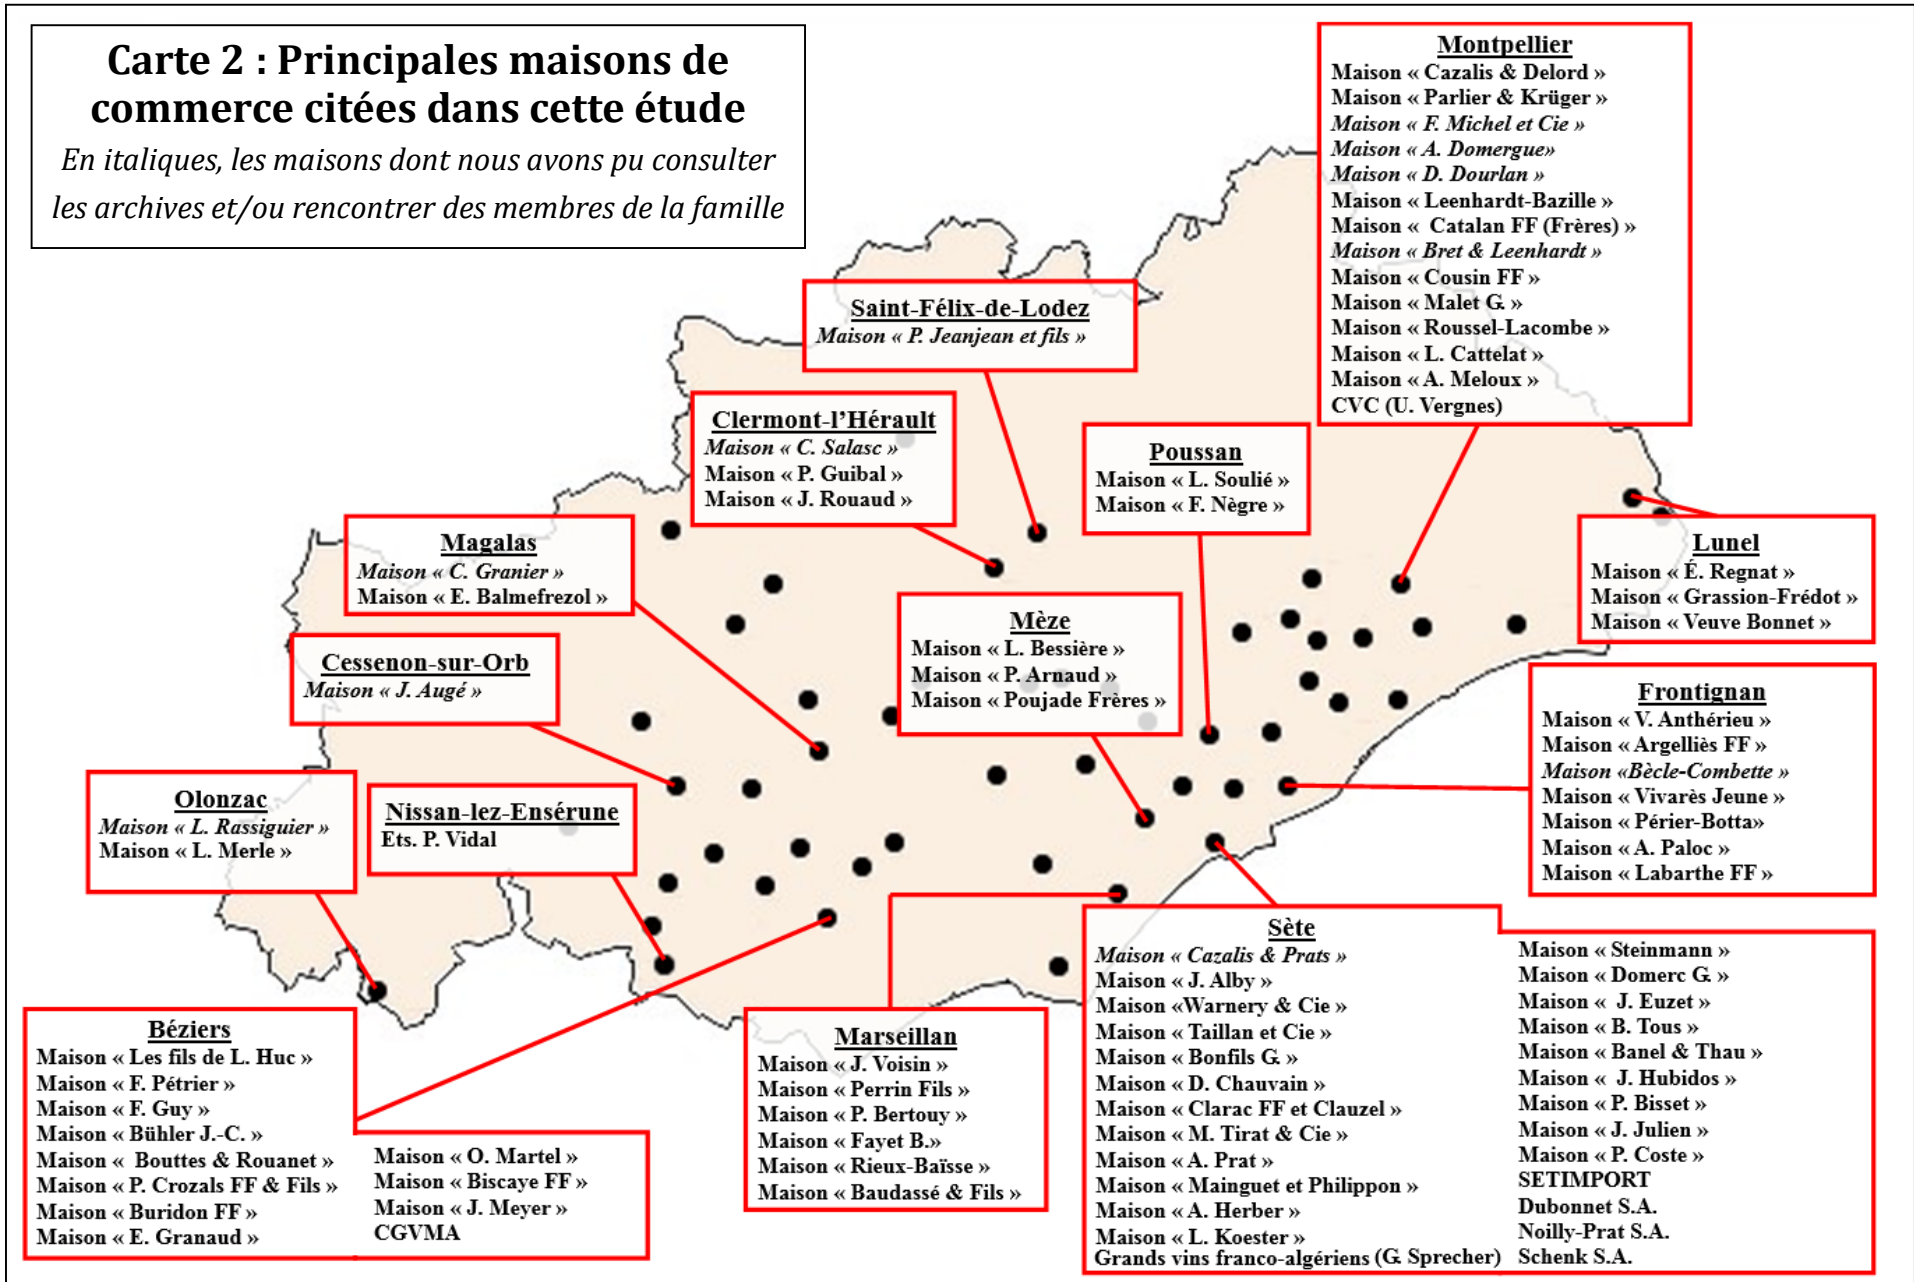 Carte 2 : Principales maisons de
commerce citées dans cette étude
En italiques, les maisons dont nous avons pu consulter
les archives et/ou rencontrer des membres de la famille
Montpellier
Maison « Cazalis & Delord »
Maison « Parlier & Krüger »
Maison « F. Michel et Cie »
Maison « A. Domergue»
Maison « D. Dourlan »
Maison « Leenhardt-Bazille »
Maison «  Catalan FF (Frères) »
Maison « Bret & Leenhardt »
Maison « Cousin FF »
Maison « Malet G. »
Maison « Roussel-Lacombe »
Maison « L. Cattelat »
Maison « A. Meloux »
CVC (U. Vergnes)
Saint-Félix-de-Lodez
Maison « P. Jeanjean et fils »
Clermont-l’Hérault
Maison « C. Salasc »
Maison « P. Guibal »
Maison « J. Rouaud »
Poussan
Maison « L. Soulié »
Maison « F. Nègre »
Magalas
Maison « C. Granier »
Maison « E. Balmefrezol »
Lunel
Maison « É. Regnat »
Maison « Grassion-Frédot »
Maison « Veuve Bonnet »
Mèze
Maison « L. Bessière »
Maison « P. Arnaud »
Maison « Poujade Frères »
Cessenon-sur-Orb
Maison « J. Augé »
Frontignan
Maison « V. Anthérieu »
Maison « Argelliès FF »
Maison «Bècle-Combette »
Maison « Vivarès Jeune »
Maison « Périer-Botta»
Maison « A. Paloc »
Maison « Labarthe FF »
Olonzac
Maison « L. Rassiguier »
Maison « L. Merle »
Nissan-lez-Ensérune
Ets. P. Vidal
Béziers
Maison « Les fils de L. Huc »
Maison « F. Pétrier »
Maison « F. Guy »
Maison « Bühler J.-C. »
Maison «  Bouttes & Rouanet »
Maison « P. Crozals FF & Fils »
Maison « Buridon FF »
Maison « E. Granaud »
Maison « O. Martel »
Maison « Biscaye FF »
Maison « J. Meyer »
CGVMA
Marseillan
Maison « J. Voisin »
Maison « Perrin Fils »
Maison « P. Bertouy »
Maison « Fayet B.»
Maison « Rieux-Baïsse »
Maison « Baudassé & Fils »
Sète
Maison « Cazalis & Prats »
Maison « J. Alby »
Maison «Warnery & Cie »
Maison « Taillan et Cie »
Maison « Bonfils G. »
Maison « D. Chauvain »
Maison « Clarac FF et Clauzel »
Maison « M. Tirat & Cie »
Maison « A. Prat »
Maison « Mainguet et Philippon »
Maison « A. Herber »
Maison « L. Koester »
Grands vins franco-algériens (G. Sprecher)
Maison « Steinmann »
Maison « Domerc G. »
Maison «  J. Euzet »
Maison « B. Tous »
Maison « Banel & Thau »
Maison «  J. Hubidos »
Maison « P. Bisset »
Maison « J. Julien »
Maison « P. Coste »
SETIMPORT
Dubonnet S.A.
Noilly-Prat S.A.
Schenk S.A.